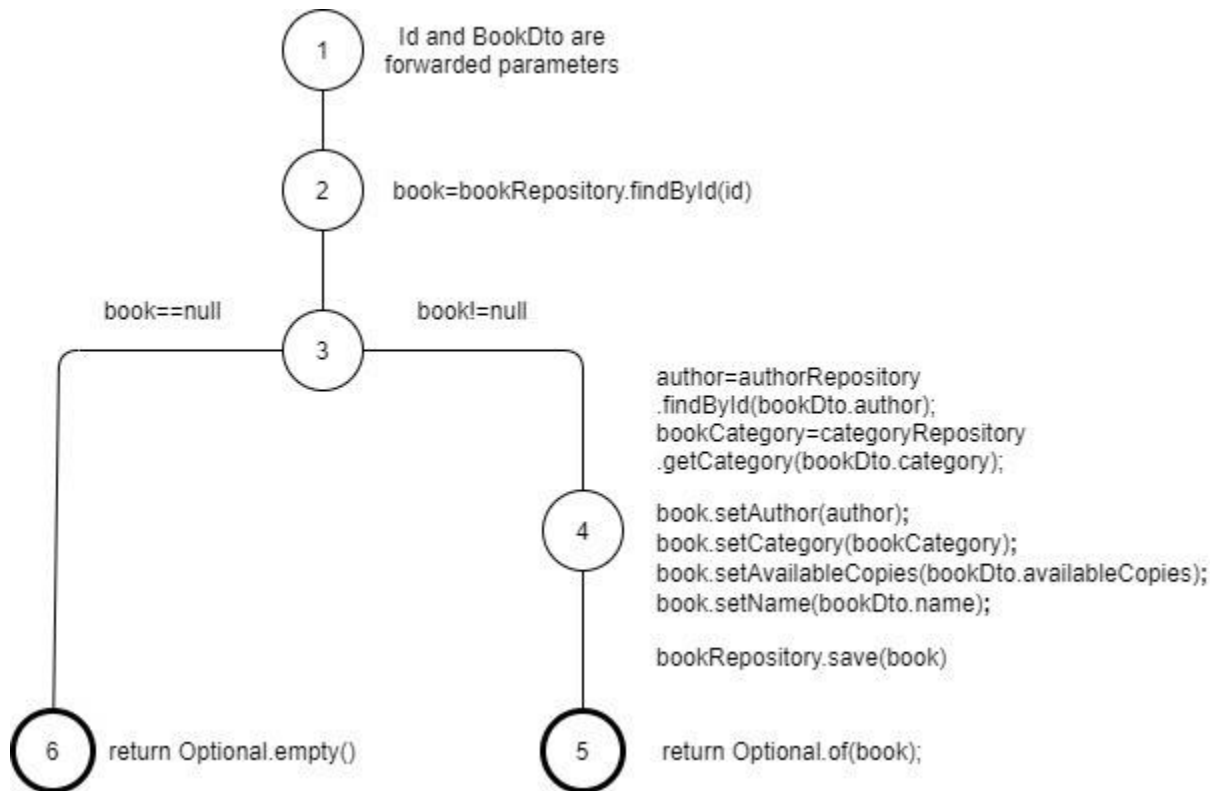 1
Id and BookDto are
forwarded parameters
2
book=bookRepository.findById(id)
book==null
book!=null
3
author=authorRepository
.findById(bookDto.author);
bookCategory=categoryRepository
.getCategory(bookDto.category);
4
book.setAuthor(author);
book.setCategory(bookCategory);
book.setAvailableCopies(bookDto.availableCopies);
book.setName(bookDto.name);
bookRepository.save(book)
6
return Optional.empty()
5
return Optional.of(book);